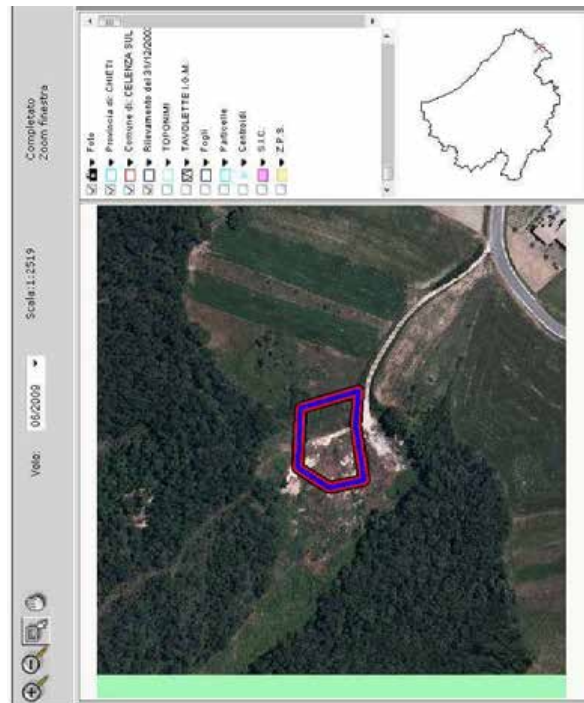 Volo: 06/2009
Scala:1:2519
Completato
Zoom finestra
Foto
Provincia di: CHIETI
Comune di: CELENZA SUL
Rilevamento del 31/12/200
TOPONIMI
TAVOLETTE I.G.M.
Fogli
Particelle
Centroidi
S.I.C.
Z.P.S.